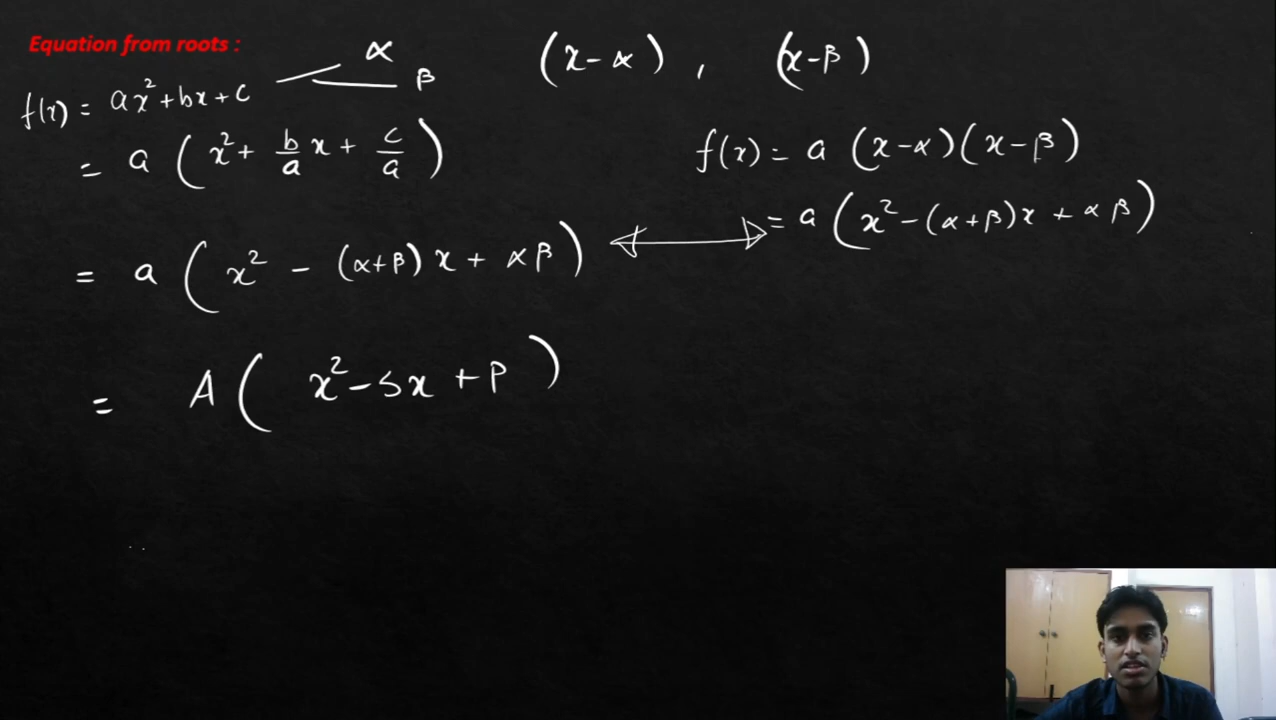 Equation from roots :
α
β
(x-α) , (x-β)
f(x) = ax²+bx+c
= a (x²+ b/a x + c/a)
f(x) = a (x-α)(x-β)
= a (x² - (α+β)x + αβ)
= a (x² - (α+β)x + αβ)
= A (x²-Sx+P)